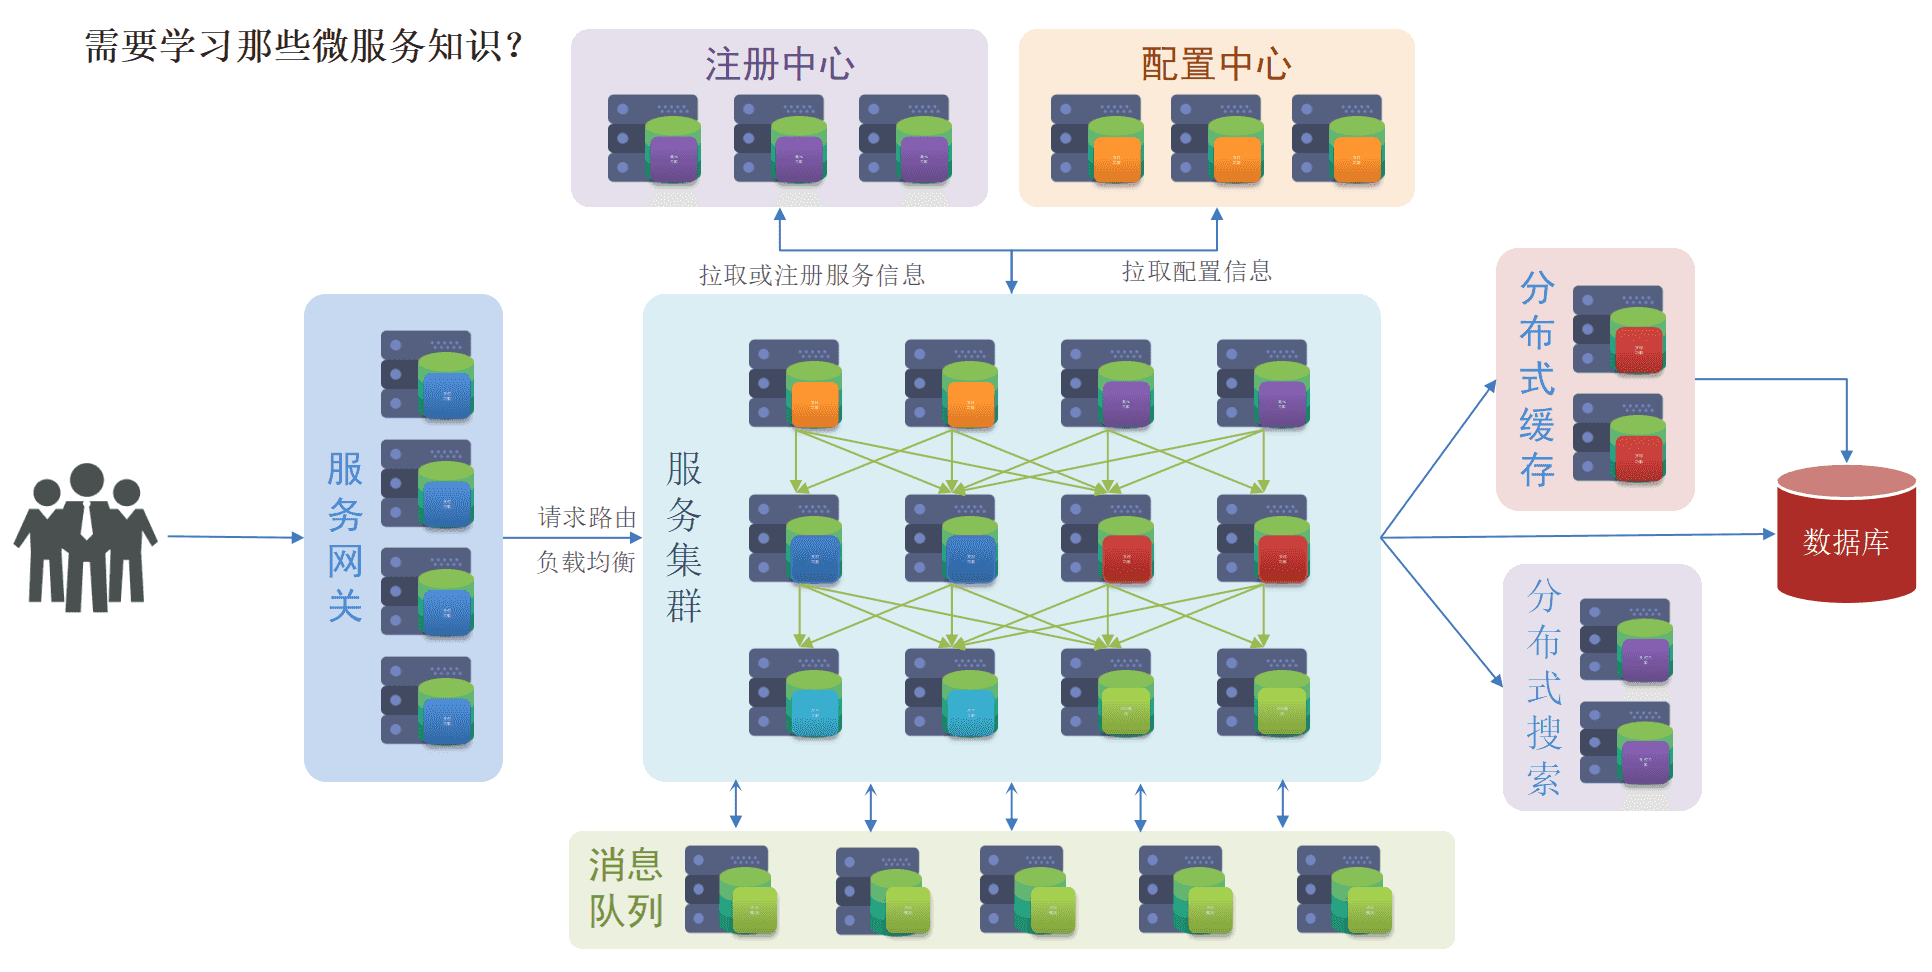 需要学习那些微服务知识？
注册中心
配置中心
拉取或注册服务信息
拉取配置信息
服务网关
请求路由
负载均衡
服务集群
分布式缓存
数据库
分布式搜索
消息
队列